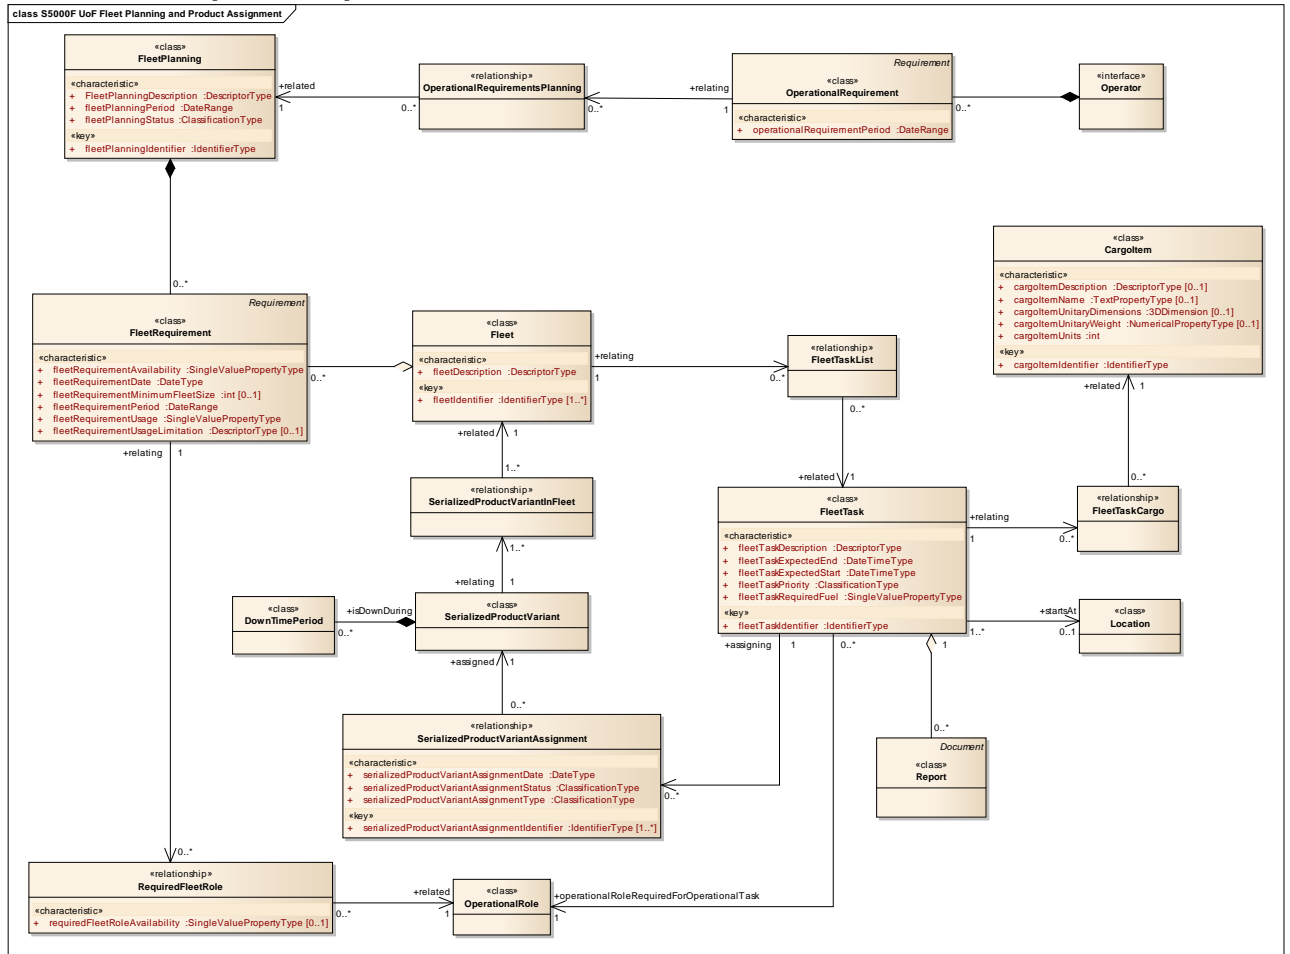 class S5000F UoF Fleet Planning and Product Assignment
«class»
FleetPlanning
«characteristic»
+ FleetPlanningDescription :DescriptorType
+ fleetPlanningPeriod :DateRange
+ fleetPlanningStatus :ClassificationType
«key»
+ fleetPlanningIdentifier :IdentifierType
+related
1
«relationship»
OperationalRequirementsPlanning
0..*
0..*
+relating
1
Requirement
«class»
OperationalRequirement
«characteristic»
+ operationalRequirementPeriod :DateRange
0..*
«interface»
Operator
0..*
Requirement
«class»
FleetRequirement
«characteristic»
+ fleetRequirementAvailability :SingleValuePropertyType
+ fleetRequirementDate :DateType
+ fleetRequirementMinimumFleetSize :int [0..1]
+ fleetRequirementPeriod :DateRange
+ fleetRequirementUsage :SingleValuePropertyType
+ fleetRequirementUsageLimitation :DescriptorType [0..1]
0..*
+relating 1
«class»
Fleet
«characteristic»
+ fleetDescription :DescriptorType
«key»
+ fleetIdentifier :IdentifierType [1..*]
+relating
1
0..*
+related 1
«relationship»
FleetTaskList
0..*
+related 1
«class»
CargoItem
«characteristic»
+ cargoItemDescription :DescriptorType [0..1]
+ cargoItemName :TextPropertyType [0..1]
+ cargoItemUnitaryDimensions :3DDimension [0..1]
+ cargoItemUnitaryWeight :NumericalPropertyType [0..1]
+ cargoItemUnits :int
«key»
+ cargoItemIdentifier :IdentifierType
+related 1
0..*
1..*
«relationship»
SerializedProductVariantInFleet
1..*
+relating 1
«class»
FleetTask
«characteristic»
+ fleetTaskDescription :DescriptorType
+ fleetTaskExpectedEnd :DateTimeType
+ fleetTaskExpectedStart :DateTimeType
+ fleetTaskPriority :ClassificationType
+ fleetTaskRequiredFuel :SingleValuePropertyType
«key»
+ fleetTaskIdentifier :IdentifierType
+relating
1
0..*
«relationship»
FleetTaskCargo
«class»
DownTimePeriod
+isDownDuring
0..*
«class»
SerializedProductVariant
+assigned 1
0..*
1..*
+startsAt
0..1
«class»
Location
+assigning 1
0..*
1
0..*
Document
«class»
Report
«relationship»
SerializedProductVariantAssignment
«characteristic»
+ serializedProductVariantAssignmentDate :DateType
+ serializedProductVariantAssignmentStatus :ClassificationType
+ serializedProductVariantAssignmentType :ClassificationType
«key»
+ serializedProductVariantAssignmentIdentifier :IdentifierType [1..*]
0..*
0..*
«relationship»
RequiredFleetRole
«characteristic»
+ requiredFleetRoleAvailability :SingleValuePropertyType [0..1]
0..*
+related
1
«class»
OperationalRole
+operationalRoleRequiredForOperationalTask
1